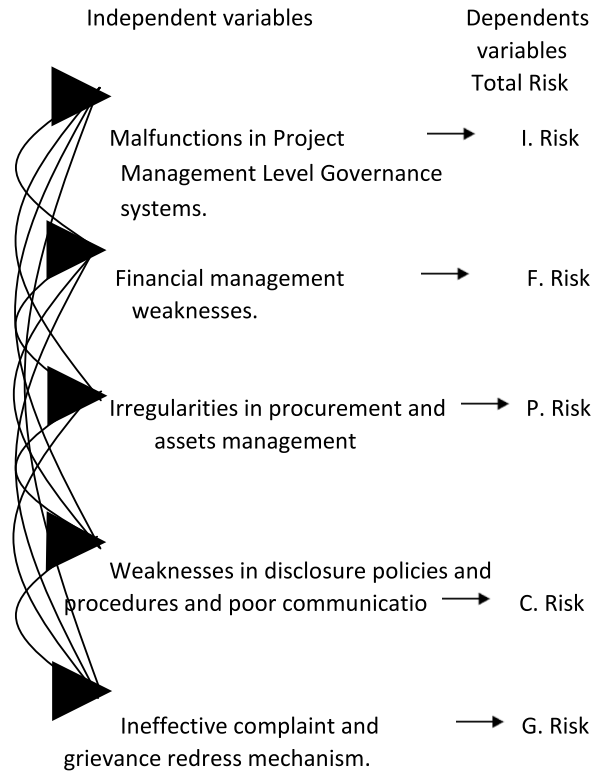 Independent variables
Dependents
variables
Total Risk
Malfunctions in Project
Management Level Governance
systems.
I. Risk
Financial management
weaknesses.
F. Risk
Irregularities in procurement and
assets management
P. Risk
Weaknesses in disclosure policies and
procedures and poor communicatio
C. Risk
Ineffective complaint and
grievance redress mechanism.
G. Risk